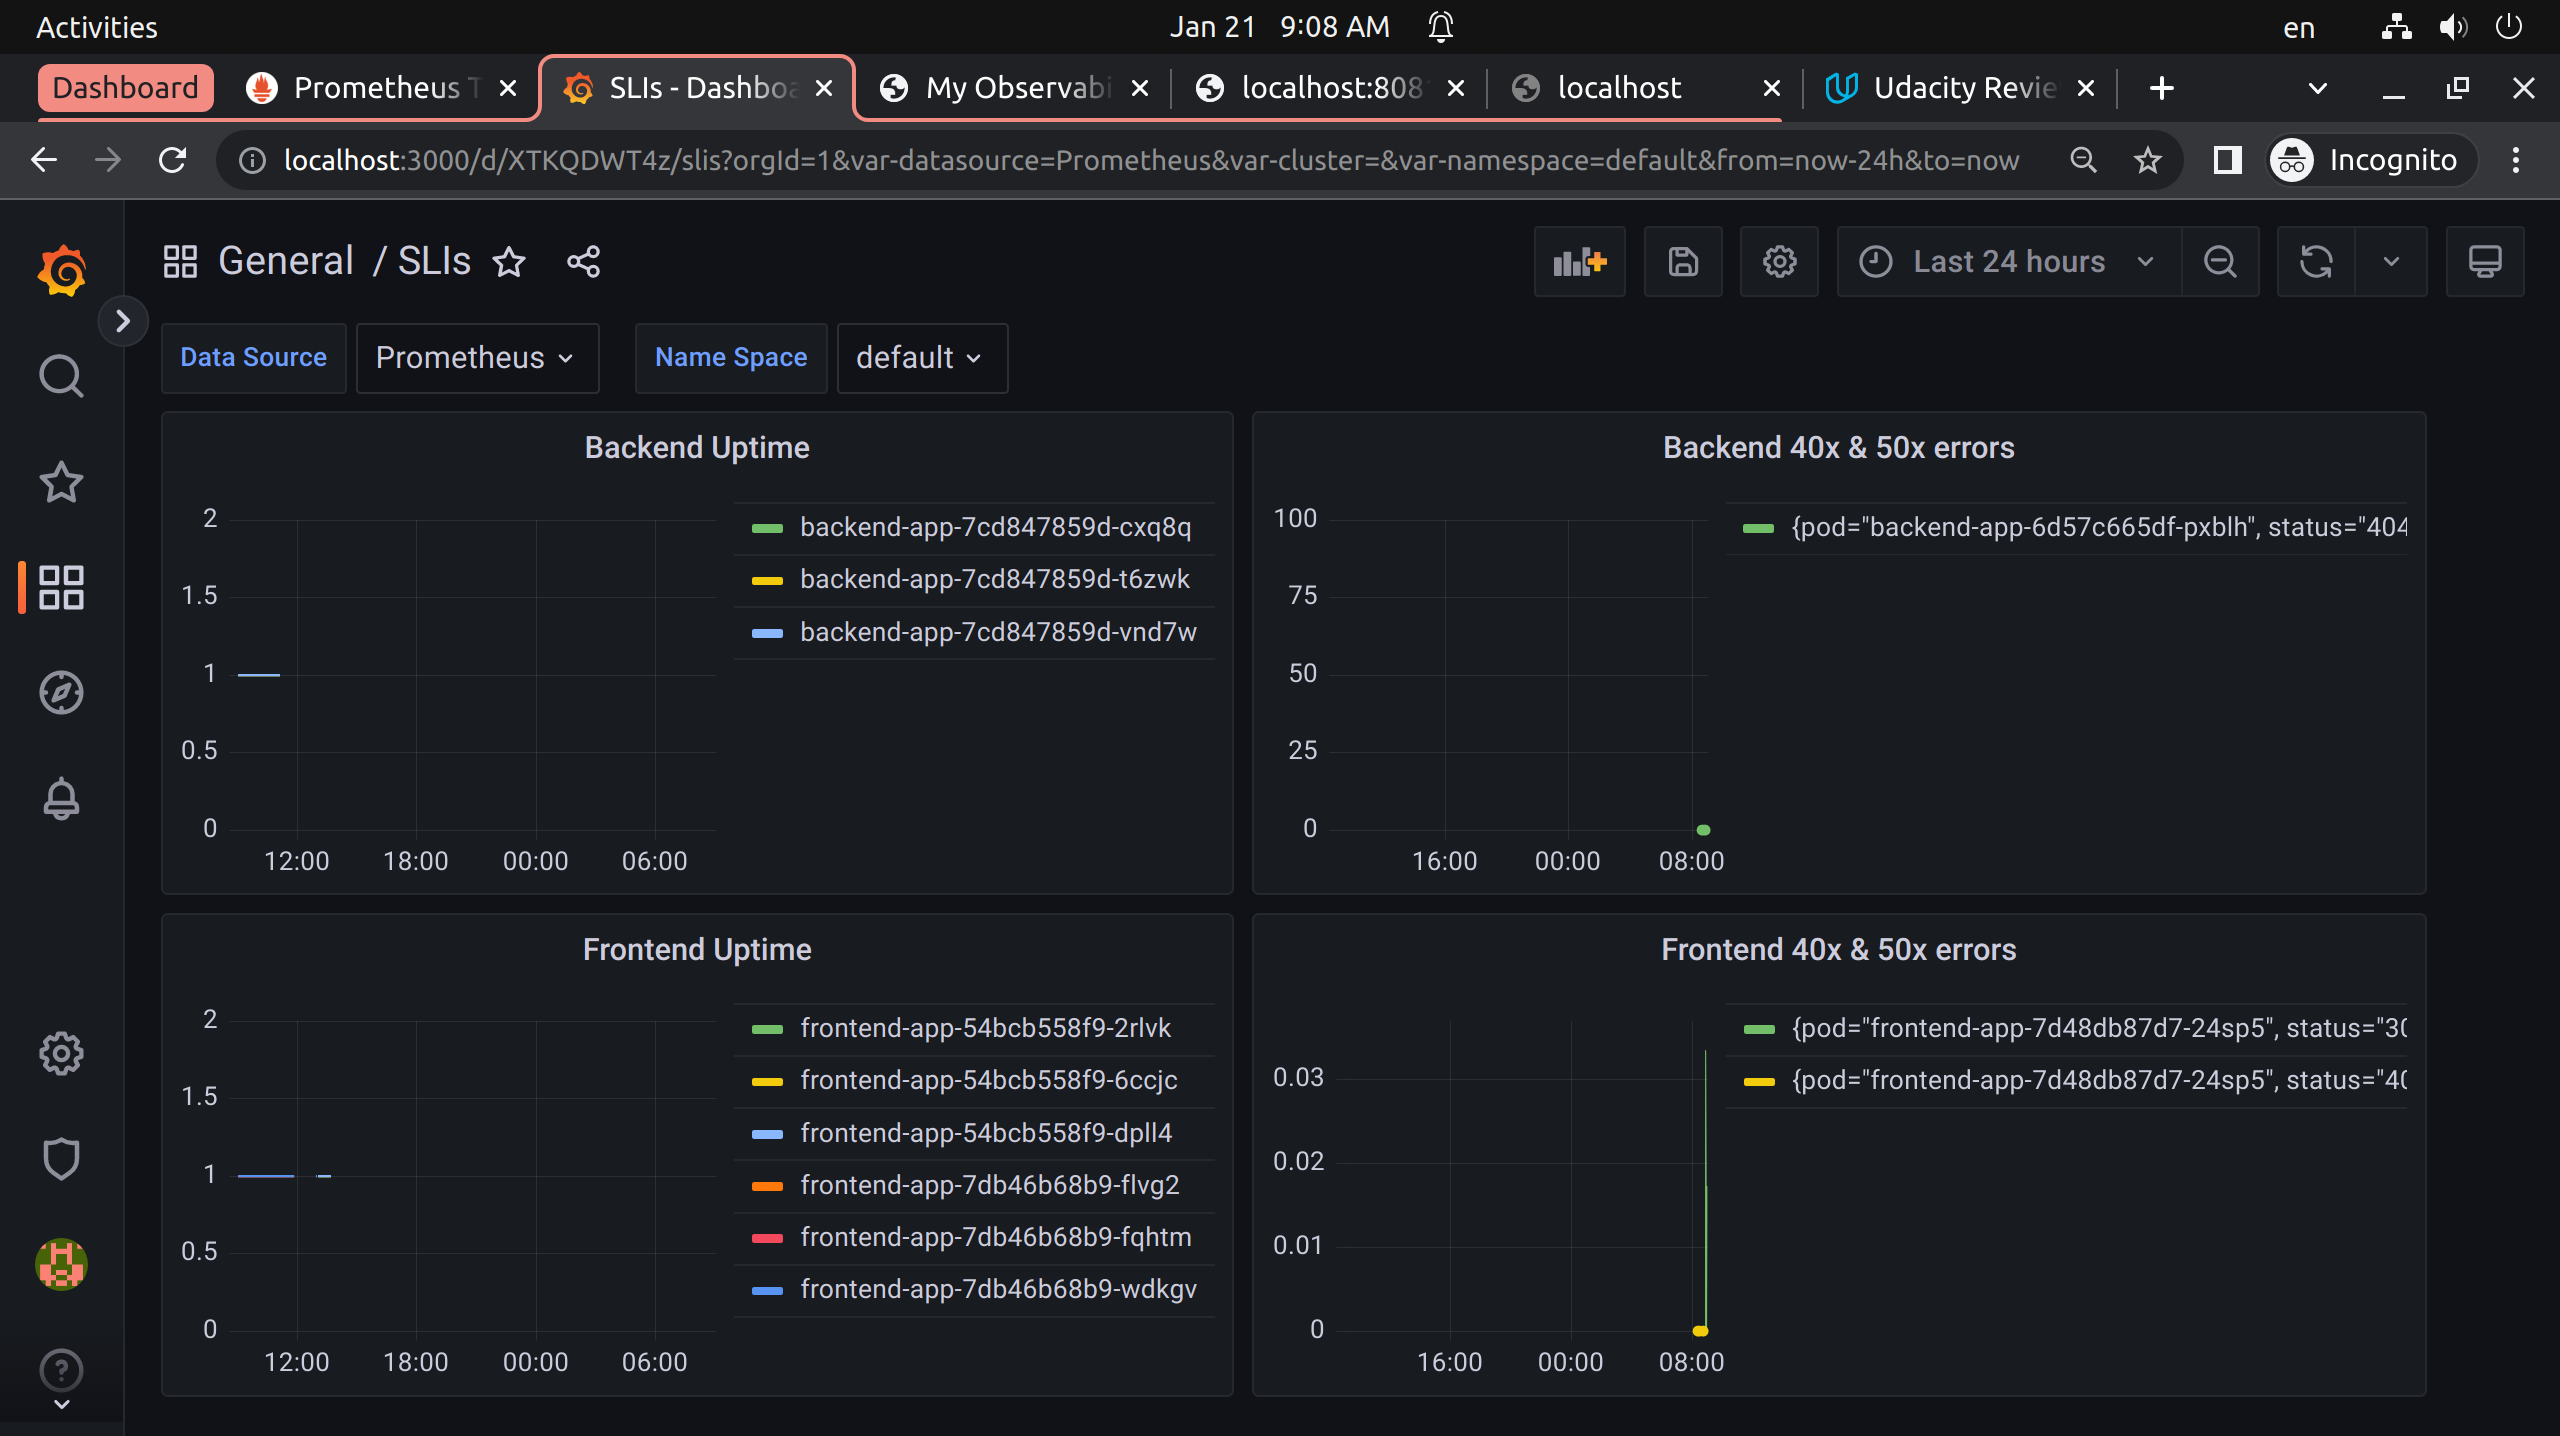 Activities
Jan 21 9:08 AM
en
Dashboard
Prometheus T
SLIs - Dashboa
My Observabi
localhost:808
localhost
Udacity Revie
localhost:3000/d/XTKQDWT4z/slis?orgId=1&var-datasource=Prometheus&var-cluster=&var-namespace=default&from=now-24h&to=now
Incognito
General / SLIs
Last 24 hours
Data Source
Prometheus
Name Space
default
Backend Uptime
2
1.5
1
0.5
0
12:00
18:00
00:00
06:00
backend-app-7cd847859d-cxq8q
backend-app-7cd847859d-t6zwk
backend-app-7cd847859d-vnd7w
Backend 40x & 50x errors
100
75
50
25
0
16:00
00:00
08:00
{pod="backend-app-6d57c665df-pxblh", status="404
Frontend Uptime
2
1.5
1
0.5
0
12:00
18:00
00:00
06:00
frontend-app-54bcb558f9-2rlvk
frontend-app-54bcb558f9-6ccjc
frontend-app-54bcb558f9-dpll4
frontend-app-7db46b68b9-flvg2
frontend-app-7db46b68b9-fqhtm
frontend-app-7db46b68b9-wdkgv
Frontend 40x & 50x errors
0.03
0.02
0.01
0
16:00
00:00
08:00
{pod="frontend-app-7d48db87d7-24sp5", status="30
{pod="frontend-app-7d48db87d7-24sp5", status="40